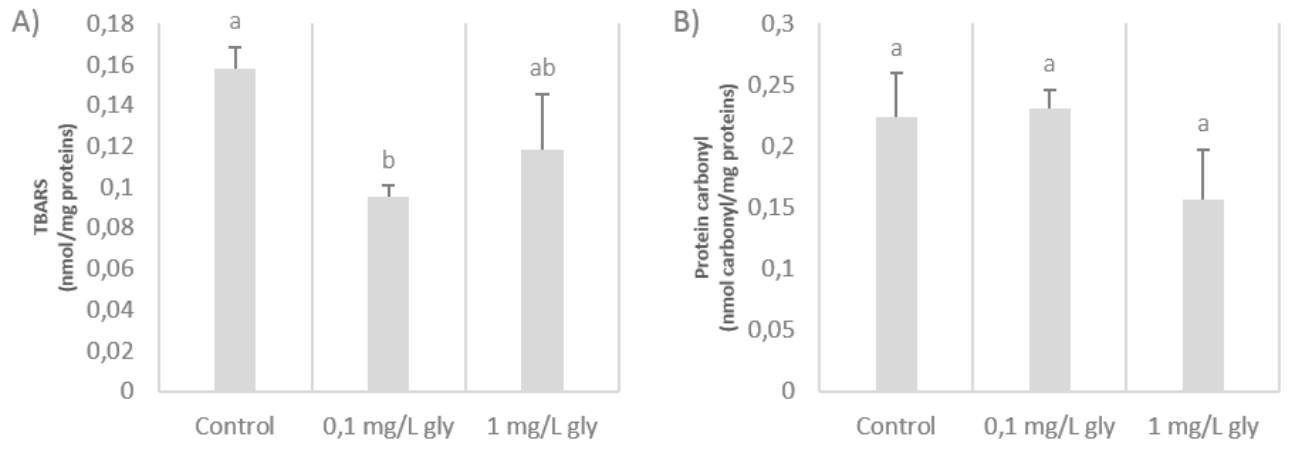 A)
TBARS
(nmol/mg proteins)
0,18
0,16
0,14
0,12
0,1
0,08
0,06
0,04
0,02
0
a
b
ab
Control
0,1 mg/L gly
1 mg/L gly
B)
Protein carbonyl
(nmol carbonyl/mg proteins)
0,3
0,25
0,2
0,15
0,1
0,05
0
a
a
a
Control
0,1 mg/L gly
1 mg/L gly